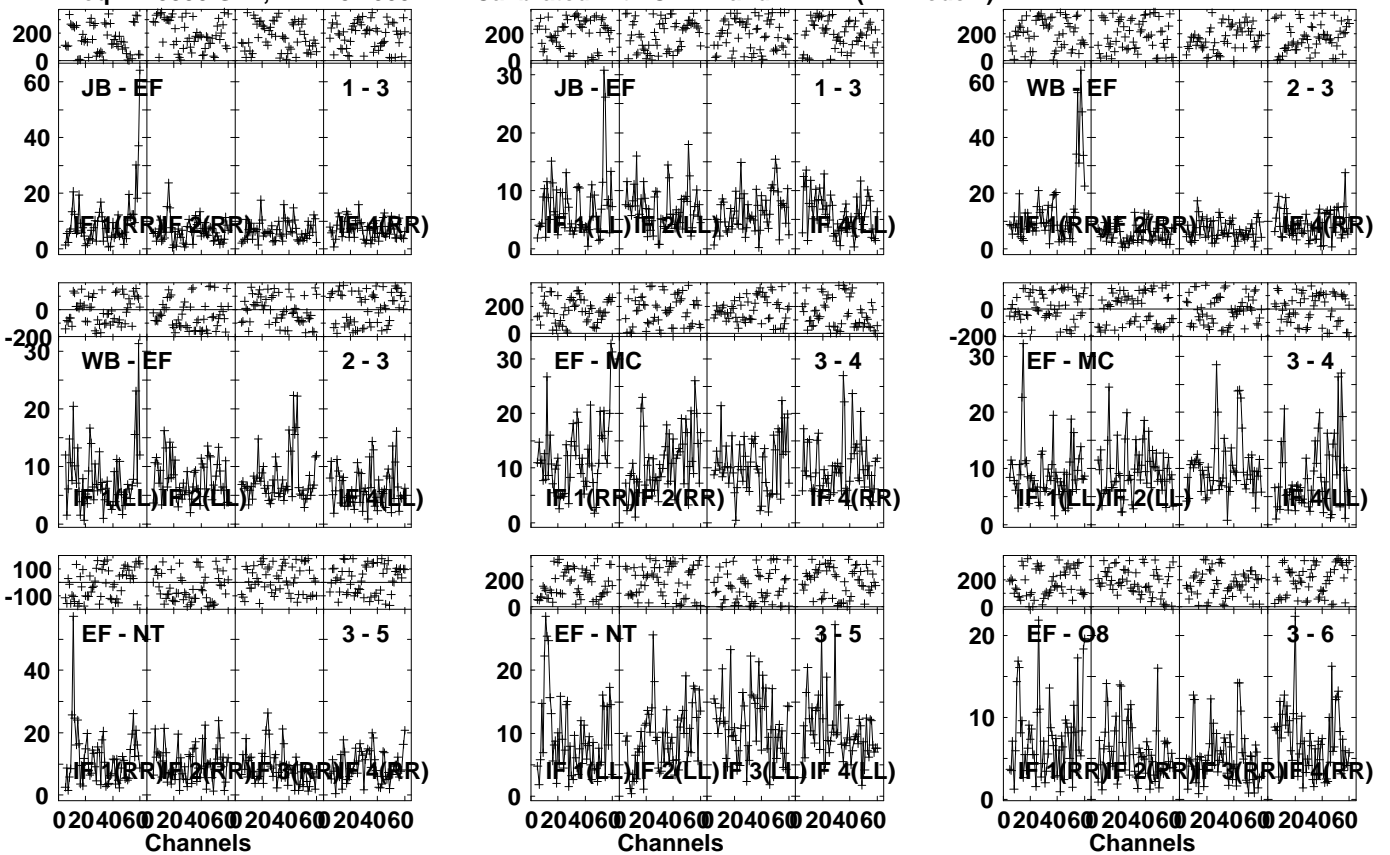 200
0
60
40
20
0
JB - EF
1 - 3
IF 1(RR)
IF 2(RR)
IF 4(RR)
200
0
30
20
10
0
JB - EF
1 - 3
IF 1(LL)
IF 2(LL)
IF 4(LL)
200
0
60
40
20
0
WB - EF
2 - 3
IF 1(RR)
IF 2(RR)
IF 4(RR)
0
-200
30
20
10
0
WB - EF
2 - 3
IF 1(LL)
IF 2(LL)
IF 4(LL)
200
0
30
20
10
0
EF - MC
3 - 4
IF 1(RR)
IF 2(RR)
IF 4(RR)
0
-200
30
20
10
0
EF - MC
3 - 4
IF 1(LL)
IF 2(LL)
IF 4(LL)
100
-100
40
20
0
EF - NT
3 - 5
IF 1(RR)
IF 2(RR)
IF 3(RR)
IF 4(RR)
0 20 40 60 0 20 40 60 0 20 40 60 0 20 40 60
Channels
200
0
20
10
0
EF - NT
3 - 5
IF 1(LL)
IF 2(LL)
IF 3(LL)
IF 4(LL)
0 20 40 60 0 20 40 60 0 20 40 60 0 20 40 60
Channels
200
0
20
10
0
EF - O8
3 - 6
IF 1(RR)
IF 2(RR)
IF 3(RR)
IF 4(RR)
0 20 40 60 0 20 40 60 0 20 40 60 0 20 40 60
Channels